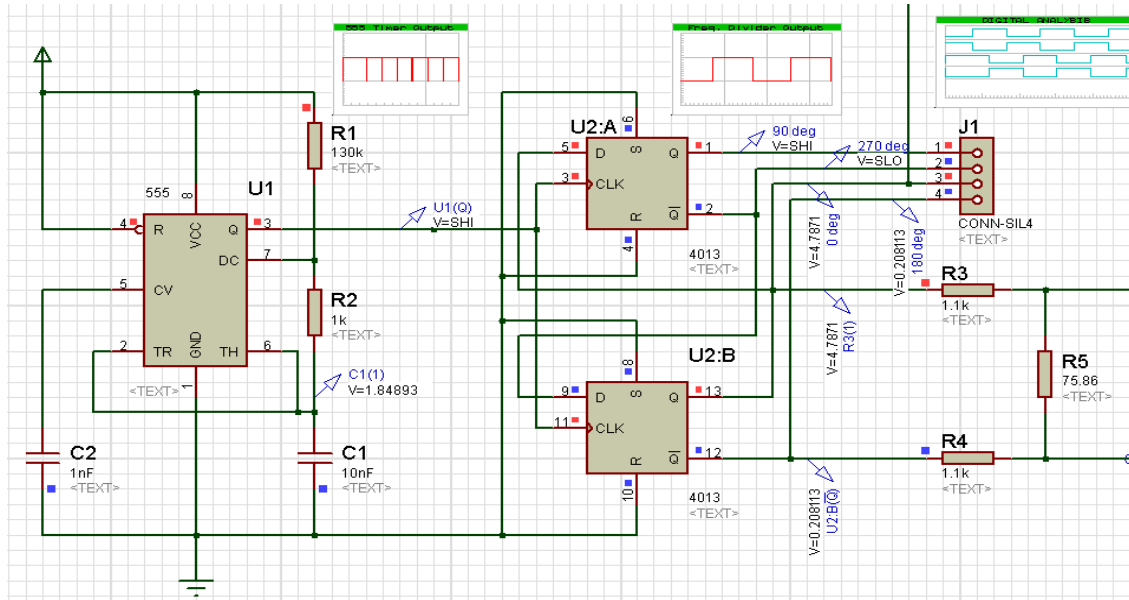 555 Timer Output
Freq. Divider Output
DIGITAL ANALYSIS
R1
130k
<TEXT>
U2:A
5
D
S
6
Q
1
3
CLK
R
4
Q
2
4013
<TEXT>
90 deg
V=SHI
270 deg
V=SLO
J1
1
2
3
4
CONN-SIL4
<TEXT>
V=4.7871
0 deg
V=0.208113
180 deg
555
U1
8
4
R
VCC
Q
3
DC
7
5
CV
2
TR
GND
TH
6
1
<TEXT>
U1(Q)
V=SHI
R2
1k
<TEXT>
C1(1)
V=1.84893
R3
1.1k
<TEXT>
V=4.7871
R3(1)
R5
75.86
<TEXT>
U2:B
9
D
S
8
Q
13
11
CLK
R
10
Q
12
4013
<TEXT>
R4
1.1k
<TEXT>
V=0.208113
U2:B(Q)
C2
1nF
<TEXT>
C1
10nF
<TEXT>